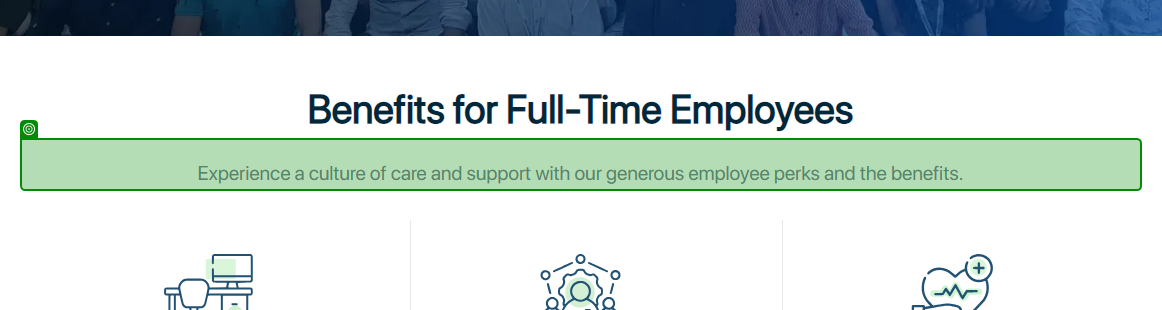 Benefits for Full-Time Employees
Experience a culture of care and support with our generous employee perks and the benefits.